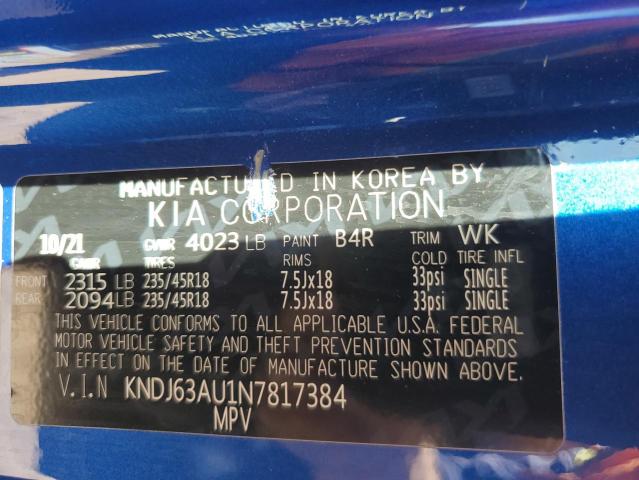 MANUFACTURED IN KOREA BY
KIA CORPORATION
10/21 GVWR 4023 LB PAINT B4R TRIM WK
GAWR TIRES RIMS COLD TIRE INFL
FRONT 2315 LB 235/45R18 7.5Jx18 33psi SINGLE
REAR 2094 LB 235/45R18 7.5Jx18 33psi SINGLE
THIS VEHICLE CONFORMS TO ALL APPLICABLE U.S.A. FEDERAL
MOTOR VEHICLE SAFETY AND THEFT PREVENTION STANDARDS
IN EFFECT ON THE DATE OF MANUFACTURE SHOWN ABOVE.
V.I.N KNDJ63AU1N7817384
MPV